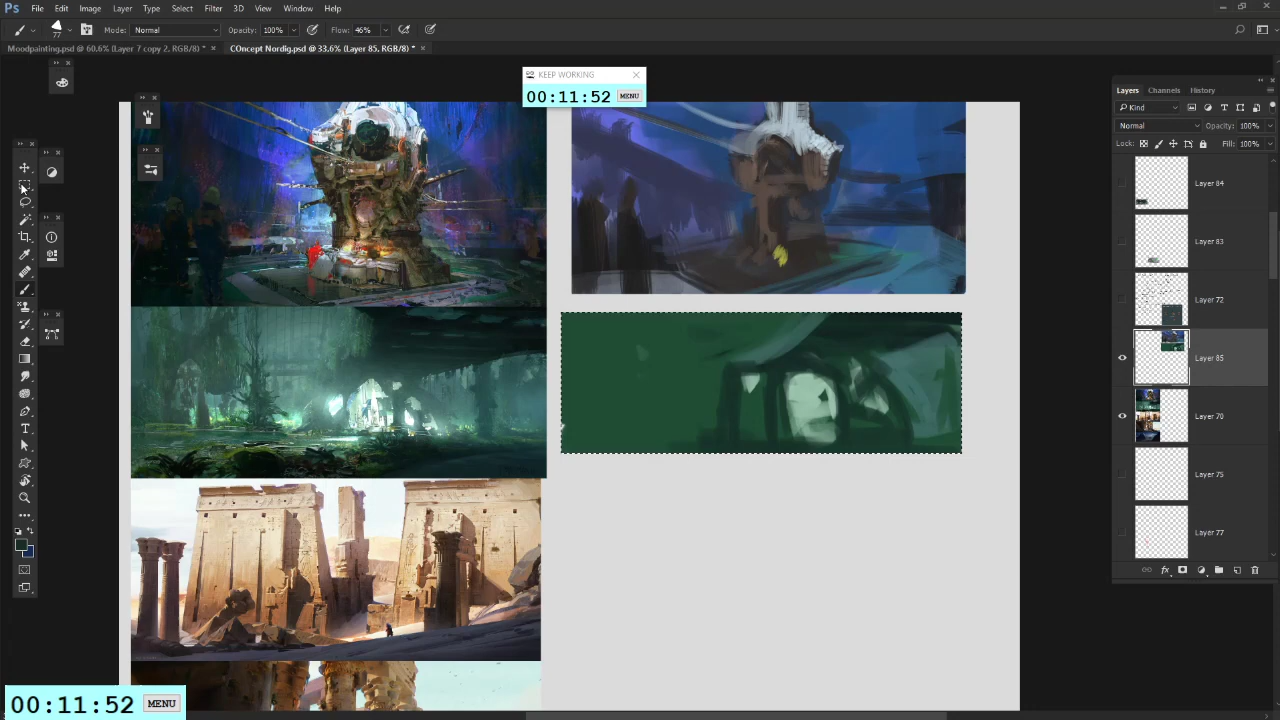 Ps File Edit Image Layer Type Select Filter 3D View Window Help
77 Mode: Normal Opacity: 100% Flow: 46%
Moodpainting.psd @ 60,6% (Layer 7 copy 2, RGB/8) * × COncept Nordig.psd @ 33,6% (Layer 85, RGB/8) * ×
KEEP WORKING
00:11:52 MENU
Layers Channels History
Kind
Normal Opacity: 100%
Lock: Fill: 100%
Layer 84
Layer 83
Layer 72
Layer 85
Layer 70
Layer 75
Layer 77
fx
00:11:52 MENU